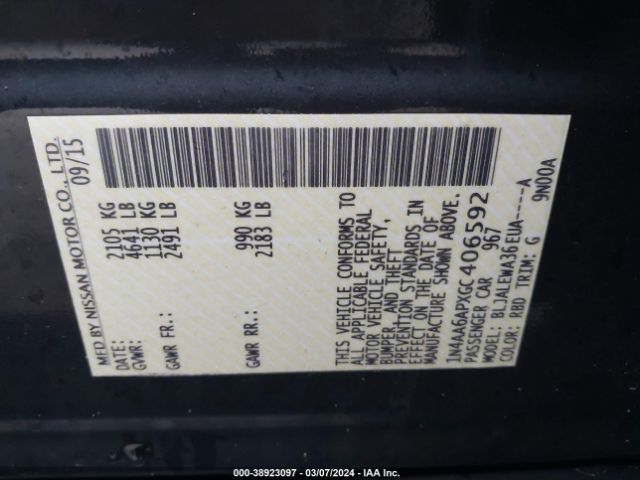 MFD BY NISSAN MOTOR CO., LTD.
DATE: 09/15
GVWR: 2105 KG
4641 LB
GAWR FR.: 1130 KG
2491 LB
GAWR RR.: 990 KG
2183 LB
THIS VEHICLE CONFORMS TO
ALL APPLICABLE FEDERAL
MOTOR VEHICLE SAFETY,
BUMPER, AND THEFT
PREVENTION STANDARDS IN
EFFECT ON THE DATE OF
MANUFACTURE SHOWN ABOVE.
1N4AA6APXGC406592
PASSENGER CAR 967
MODEL: BLJALEWA36EUA----A
COLOR: RBD TRIM: G 9N00A
000-38923097 - 03/07/2024 - IAA Inc.